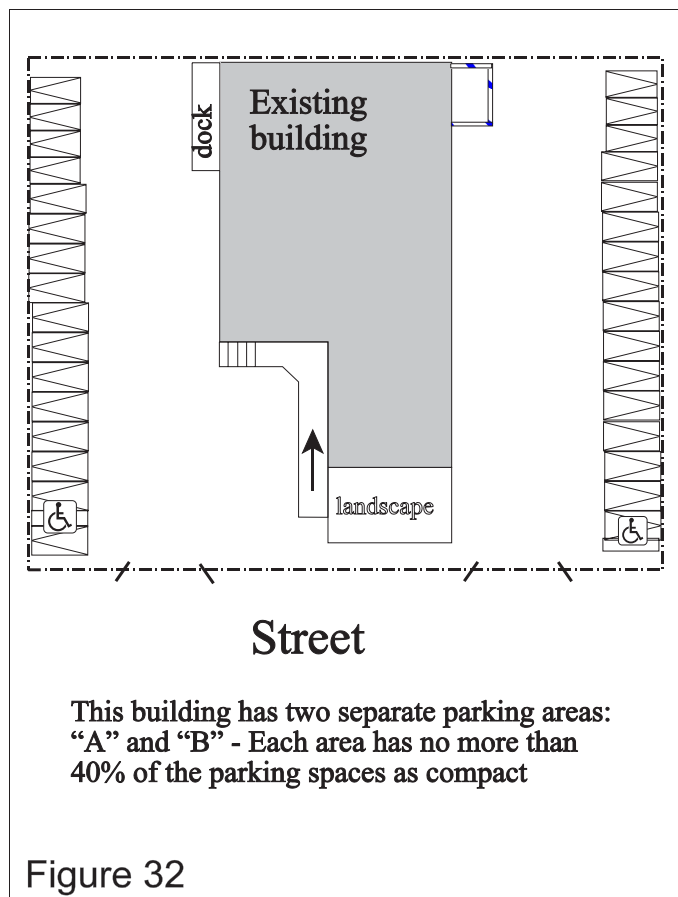 dock
Existing
building
landscape
Street
This building has two separate parking areas:
“A” and “B” - Each area has no more than
40% of the parking spaces as compact
Figure 32